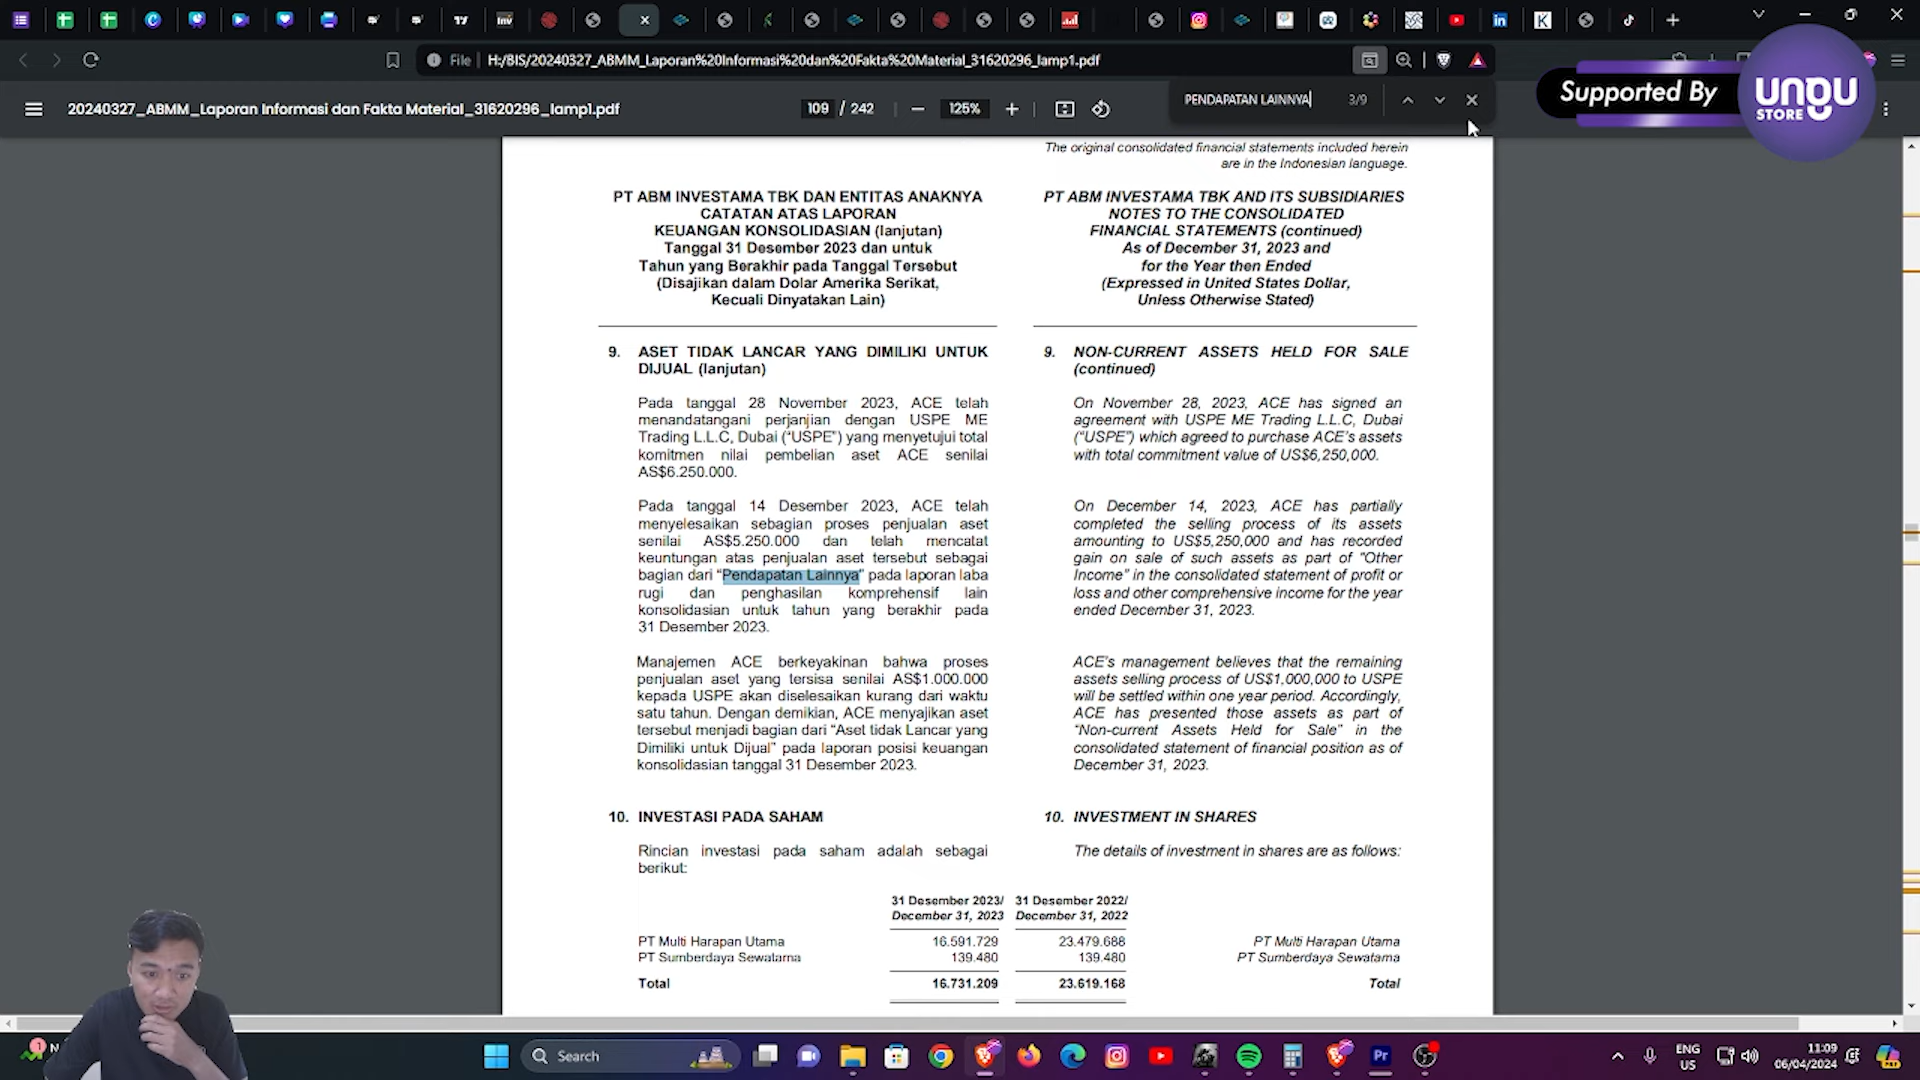 TV
Inv
K
File
H:/BIS/20240327_ABMM_Laporan%20Informasi%20dan%20Fakta%20Material_31620296_lamp1.pdf
20240327_ABMM_Laporan Informasi dan Fakta Material_31620296_lamp1.pdf
109 / 242
125%
PENDAPATAN LAINNYA
3/9
Supported By
UNGU
STORE
The original consolidated financial statements included herein
are in the Indonesian language.
PT ABM INVESTAMA TBK DAN ENTITAS ANAKNYA
CATATAN ATAS LAPORAN
KEUANGAN KONSOLIDASIAN (lanjutan)
Tanggal 31 Desember 2023 dan untuk
Tahun yang Berakhir pada Tanggal Tersebut
(Disajikan dalam Dolar Amerika Serikat,
Kecuali Dinyatakan Lain)
PT ABM INVESTAMA TBK AND ITS SUBSIDIARIES
NOTES TO THE CONSOLIDATED
FINANCIAL STATEMENTS (continued)
As of December 31, 2023 and
for the Year then Ended
(Expressed in United States Dollar,
Unless Otherwise Stated)
9. ASET TIDAK LANCAR YANG DIMILIKI UNTUK
DIJUAL (lanjutan)
Pada tanggal 28 November 2023, ACE telah
menandatangani perjanjian dengan USPE ME
Trading L.L.C, Dubai (“USPE”) yang menyetujui total
komitmen nilai pembelian aset ACE senilai
AS$6.250.000.
Pada tanggal 14 Desember 2023, ACE telah
menyelesaikan sebagian proses penjualan aset
senilai AS$5.250.000 dan telah mencatat
keuntungan atas penjualan aset tersebut sebagai
bagian dari “Pendapatan Lainnya” pada laporan laba
rugi dan penghasilan komprehensif lain
konsolidasian untuk tahun yang berakhir pada
31 Desember 2023.
Manajemen ACE berkeyakinan bahwa proses
penjualan aset yang tersisa senilai AS$1.000.000
kepada USPE akan diselesaikan kurang dari waktu
satu tahun. Dengan demikian, ACE menyajikan aset
tersebut menjadi bagian dari “Aset tidak Lancar yang
Dimiliki untuk Dijual” pada laporan posisi keuangan
konsolidasian tanggal 31 Desember 2023.
9. NON-CURRENT ASSETS HELD FOR SALE
(continued)
On November 28, 2023, ACE has signed an
agreement with USPE ME Trading L.L.C, Dubai
(“USPE”) which agreed to purchase ACE’s assets
with total commitment value of US$6,250,000.
On December 14, 2023, ACE has partially
completed the selling process of its assets
amounting to US$5,250,000 and has recorded
gain on sale of such assets as part of “Other
Income” in the consolidated statement of profit or
loss and other comprehensive income for the year
ended December 31, 2023.
ACE’s management believes that the remaining
assets selling process of US$1,000,000 to USPE
will be settled within one year period. Accordingly,
ACE has presented those assets as part of
“Non-current Assets Held for Sale” in the
consolidated statement of financial position as of
December 31, 2023.
10. INVESTASI PADA SAHAM
Rincian investasi pada saham adalah sebagai
berikut:
10. INVESTMENT IN SHARES
The details of investment in shares are as follows:
31 Desember 2023/ 31 Desember 2022/
December 31, 2023 December 31, 2022
PT Multi Harapan Utama 16.591.729 23.479.688 PT Multi Harapan Utama
PT Sumberdaya Sewatama 139.480 139.480 PT Sumberdaya Sewatama
Total 16.731.209 23.619.168 Total
1
Search
Pr
ENG
US
11:09
06/04/2024